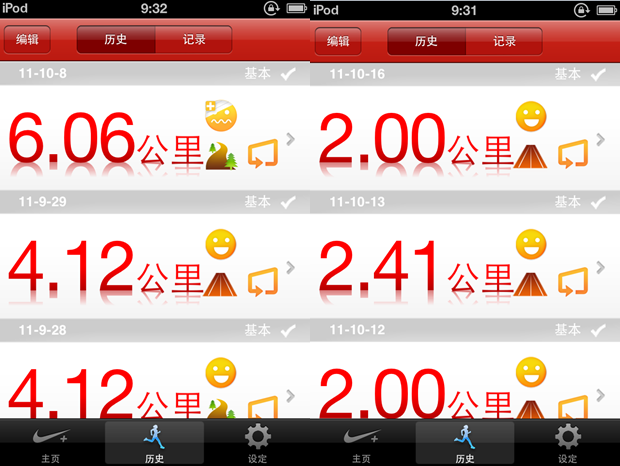 iPod 9:32
编辑 历史 记录
11-10-8 基本
6.06公里
11-9-29 基本
4.12公里
11-9-28 基本
4.12公里
主页 历史 设定
iPod 9:31
编辑 历史 记录
11-10-16 基本
2.00公里
11-10-13 基本
2.41公里
11-10-12 基本
2.00公里
主页 历史 设定